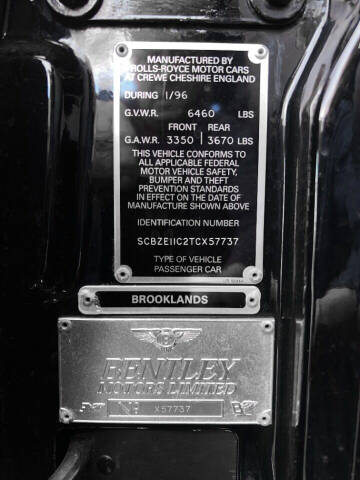 MANUFACTURED BY
ROLLS-ROYCE MOTOR CARS
AT CREWE CHESHIRE ENGLAND
DURING 1/96
G.V.W.R. 6460 LBS
FRONT REAR
G.A.W.R. 3350 | 3670 LBS
THIS VEHICLE CONFORMS TO
ALL APPLICABLE FEDERAL
MOTOR VEHICLE SAFETY,
BUMPER AND THEFT
PREVENTION STANDARDS
IN EFFECT ON THE DATE OF
MANUFACTURE SHOWN ABOVE
IDENTIFICATION NUMBER
SCBZE11C2TCX57737
TYPE OF VEHICLE
PASSENGER CAR
BROOKLANDS
B
BENTLEY
MOTORS LIMITED
No X57737